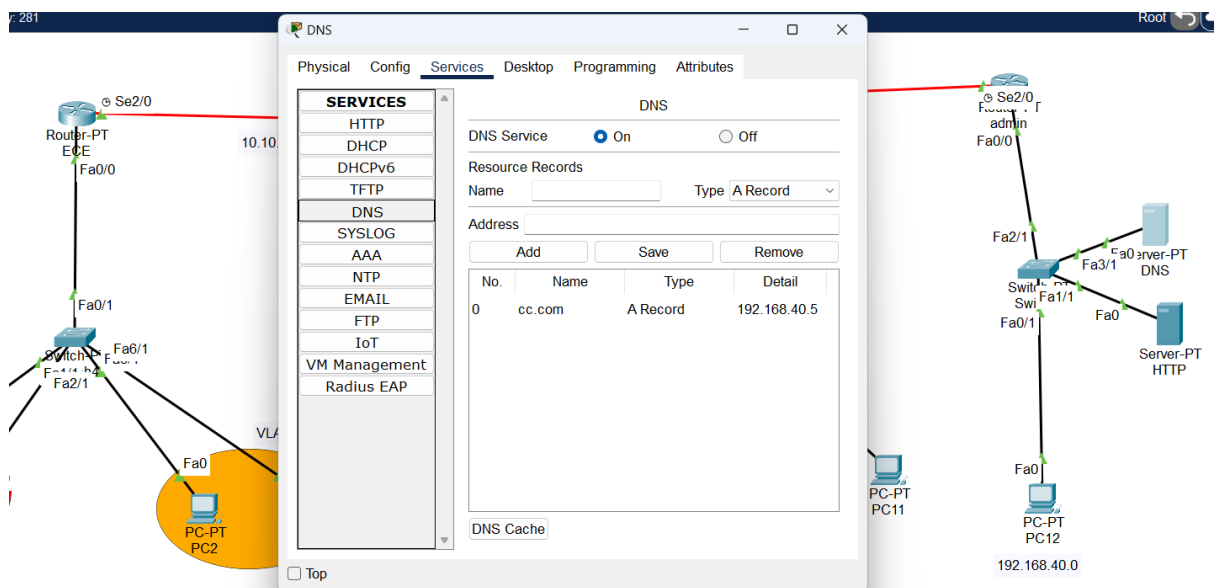 y: 281
Root
DNS
Physical Config Services Desktop Programming Attributes
SERVICES
HTTP
DHCP
DHCPv6
TFTP
DNS
SYSLOG
AAA
NTP
EMAIL
FTP
IoT
VM Management
Radius EAP
DNS
DNS Service On Off
Resource Records
Name Type A Record
Address
Add Save Remove
No. Name Type Detail
0 cc.com A Record 192.168.40.5
DNS Cache
Top
Se2/0
Router-PT
ECE
Fa0/0
10.10.
Fa0/1
Fa6/1
Fa2/1
VLA
Fa0
PC-PT
PC2
Se2/0
admin
Fa0/0
Fa2/1
Fa0
Fa3/1
DNS
Fa1/1
Fa0/1
Fa0
Server-PT
HTTP
PC-PT
PC11
Fa0
PC-PT
PC12
192.168.40.0